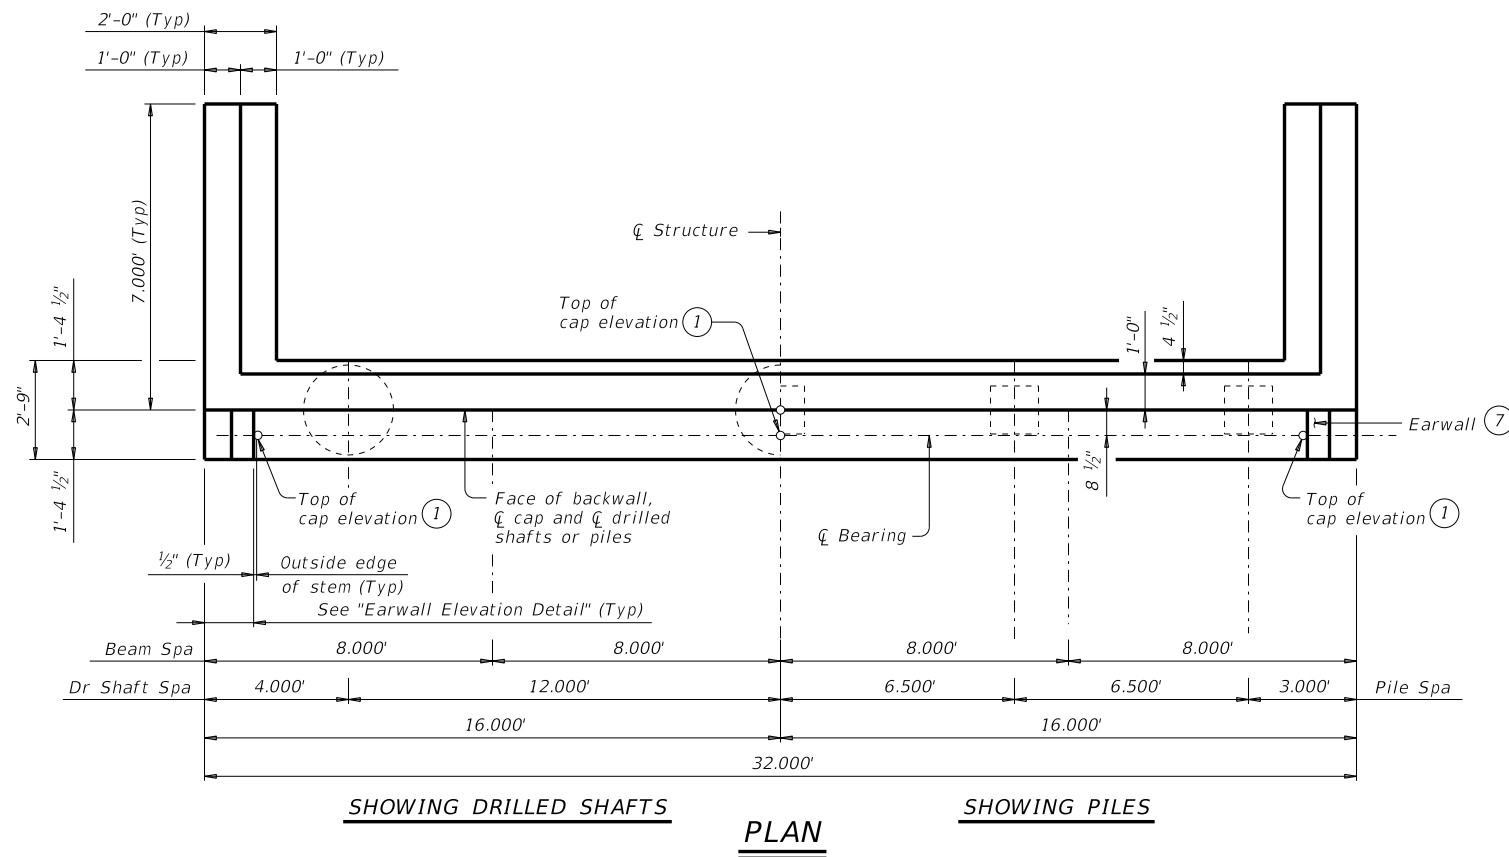 2'-0" (Typ)
1'-0" (Typ)
1'-0" (Typ)
7.000' (Typ)
1'-4 ½"
2'-9"
1'-4 ½"
℄ Structure
Top of
cap elevation 1
1'-0"
4 ½"
8 ½"
Earwall 7
Top of
cap elevation 1
Face of backwall,
℄ cap and ℄ drilled
shafts or piles
℄ Bearing
Top of
cap elevation 1
½" (Typ)
Outside edge
of stem (Typ)
See "Earwall Elevation Detail" (Typ)
Beam Spa 8.000' 8.000' 8.000' 8.000'
Dr Shaft Spa 4.000' 12.000' 6.500' 6.500' 3.000' Pile Spa
16.000' 16.000'
32.000'
SHOWING DRILLED SHAFTS
SHOWING PILES
PLAN